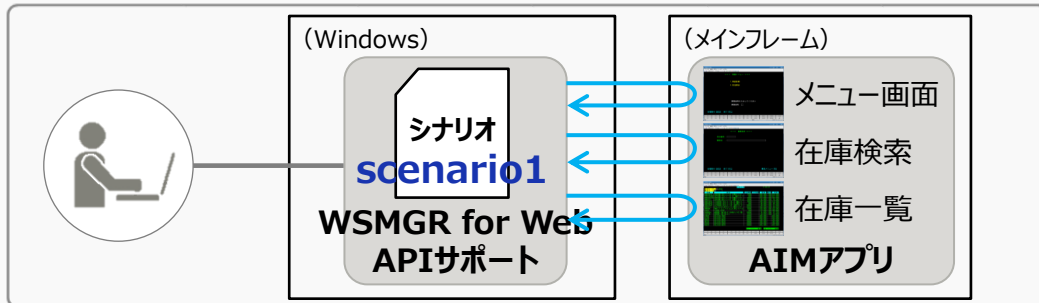 （Windows）
シナリオ
scenario1
WSMGR for Web
APIサポート
（メインフレーム）
メニュー画面
在庫検索
在庫一覧
AIMアプリ